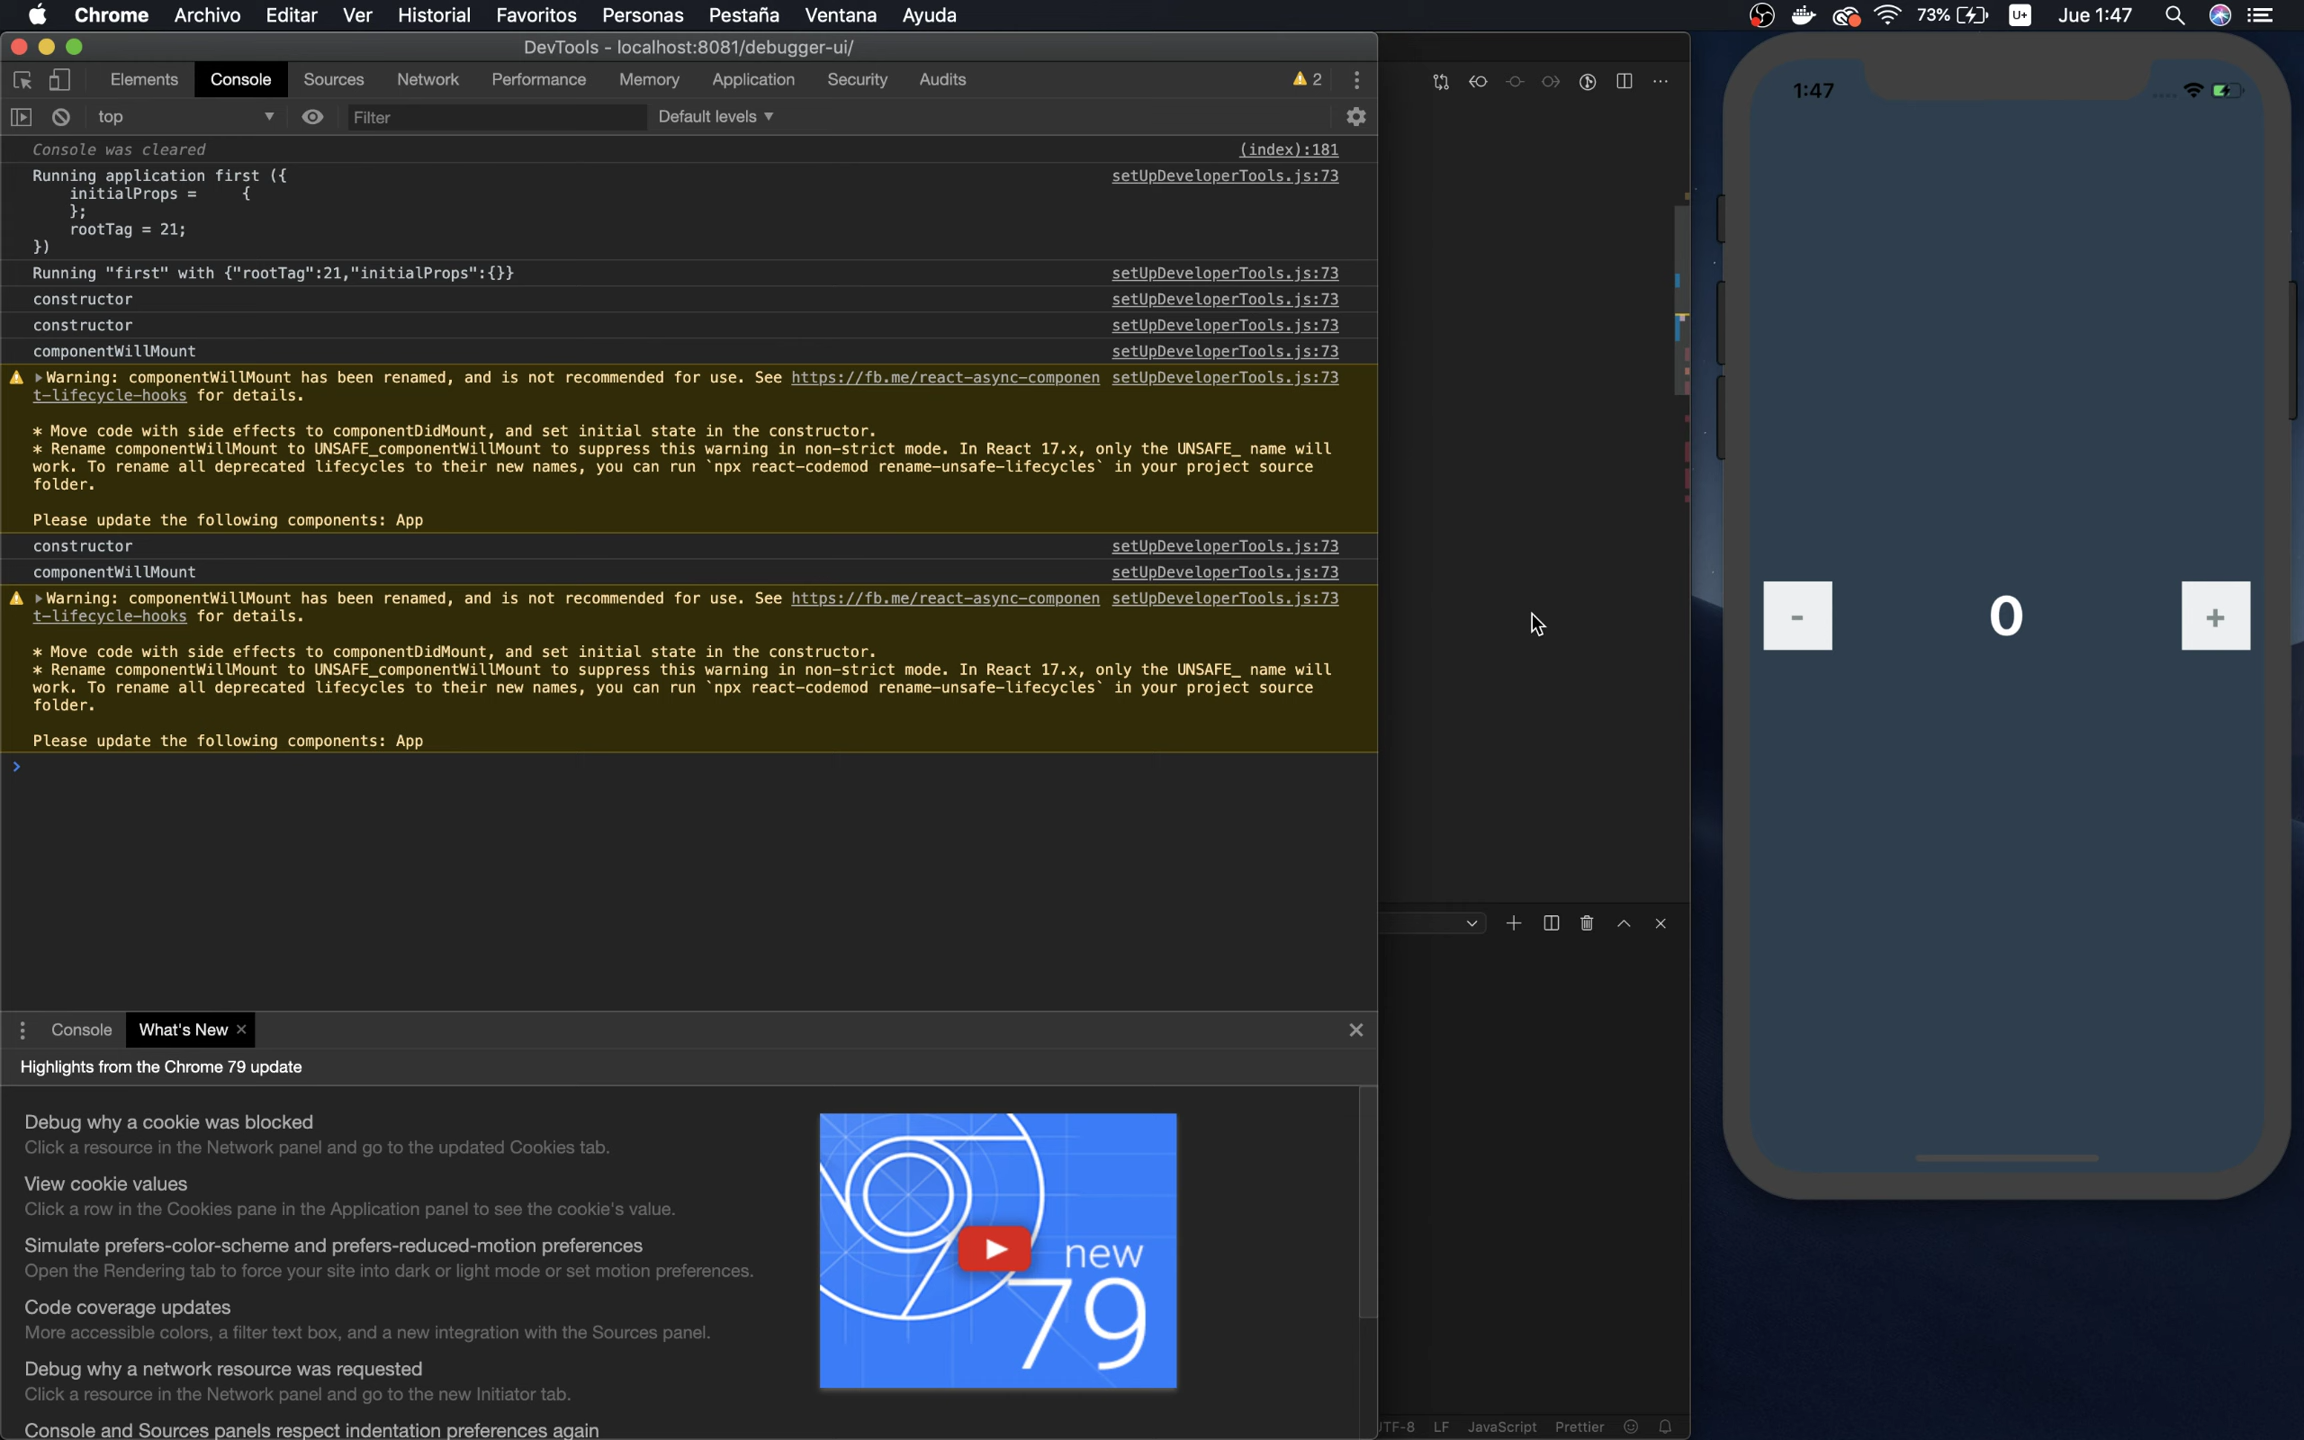 Chrome Archivo Editar Ver Historial Favoritos Personas Pestaña Ventana Ayuda 73% U+ Jue 1:47
DevTools - localhost:8081/debugger-ui/
Elements Console Sources Network Performance Memory Application Security Audits 2
top Filter Default levels ▼
Console was cleared (index):181
Running application first ({ setUpDeveloperTools.js:73
initialProps = {
};
rootTag = 21;
})
Running "first" with {"rootTag":21,"initialProps":{}} setUpDeveloperTools.js:73
constructor setUpDeveloperTools.js:73
constructor setUpDeveloperTools.js:73
componentWillMount setUpDeveloperTools.js:73
Warning: componentWillMount has been renamed, and is not recommended for use. See https://fb.me/react-async-componen setUpDeveloperTools.js:73
t-lifecycle-hooks for details.
* Move code with side effects to componentDidMount, and set initial state in the constructor.
* Rename componentWillMount to UNSAFE_componentWillMount to suppress this warning in non-strict mode. In React 17.x, only the UNSAFE_ name will
work. To rename all deprecated lifecycles to their new names, you can run `npx react-codemod rename-unsafe-lifecycles` in your project source
folder.
Please update the following components: App
constructor setUpDeveloperTools.js:73
componentWillMount setUpDeveloperTools.js:73
Warning: componentWillMount has been renamed, and is not recommended for use. See https://fb.me/react-async-componen setUpDeveloperTools.js:73
t-lifecycle-hooks for details.
* Move code with side effects to componentDidMount, and set initial state in the constructor.
* Rename componentWillMount to UNSAFE_componentWillMount to suppress this warning in non-strict mode. In React 17.x, only the UNSAFE_ name will
work. To rename all deprecated lifecycles to their new names, you can run `npx react-codemod rename-unsafe-lifecycles` in your project source
folder.
Please update the following components: App
Console What's New ×
Highlights from the Chrome 79 update
Debug why a cookie was blocked
Click a resource in the Network panel and go to the updated Cookies tab.
View cookie values
Click a row in the Cookies pane in the Application panel to see the cookie's value.
Simulate prefers-color-scheme and prefers-reduced-motion preferences
Open the Rendering tab to force your site into dark or light mode or set motion preferences.
Code coverage updates
More accessible colors, a filter text box, and a new integration with the Sources panel.
Debug why a network resource was requested
Click a resource in the Network panel and go to the new Initiator tab.
Console and Sources panels respect indentation preferences again
new
79
LF JavaScript Prettier
1:47
- 0 +